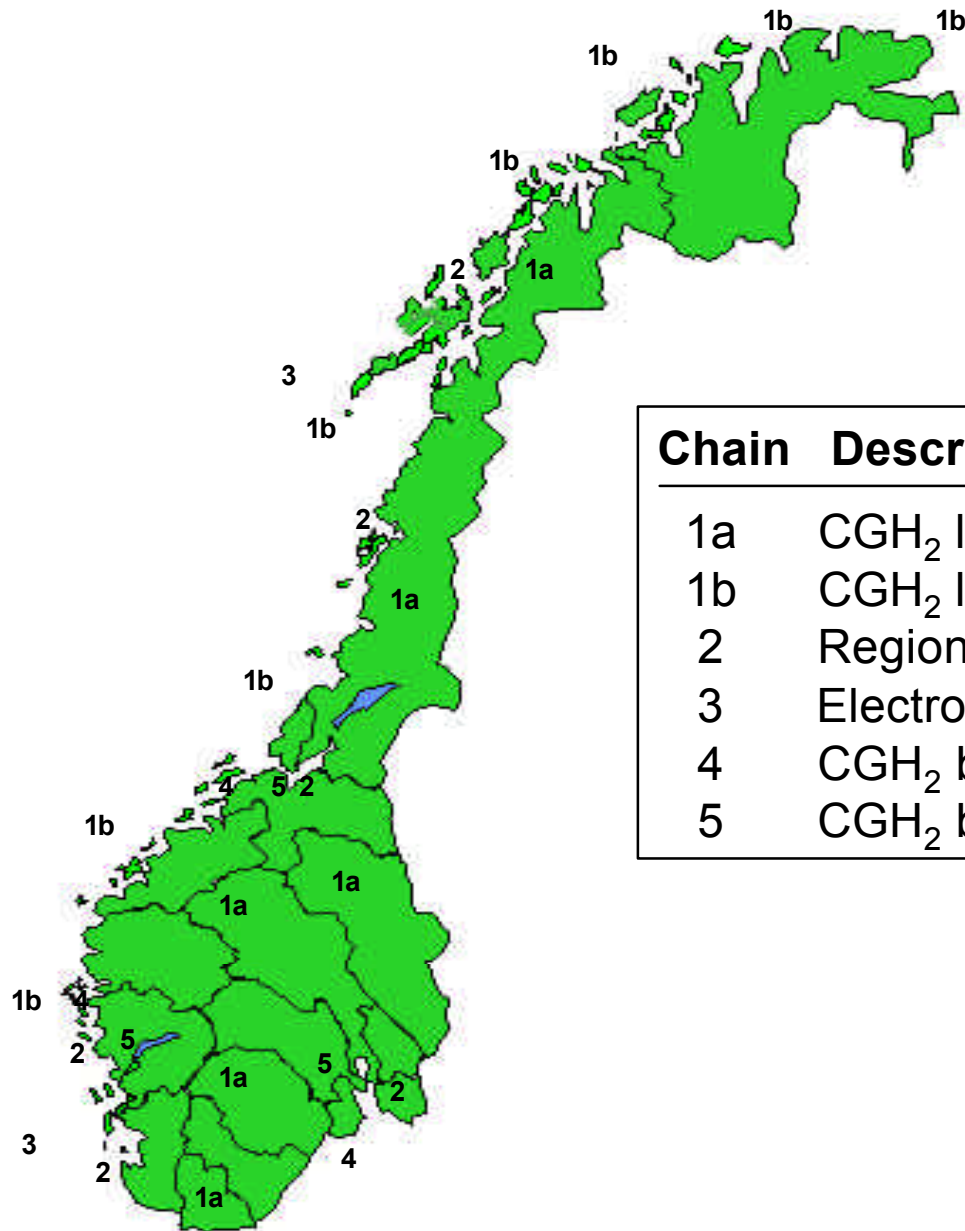 1b
1b
1b
1b
2
1a
3
1b
2
1a
1b
4
5
2
1b
1a
1a
1b
4
5
2
5
1a
2
3
4
2
1a
Chain Descr
1a CGH₂ l
1b CGH₂ l
2 Region
3 Electro
4 CGH₂ b
5 CGH₂ b